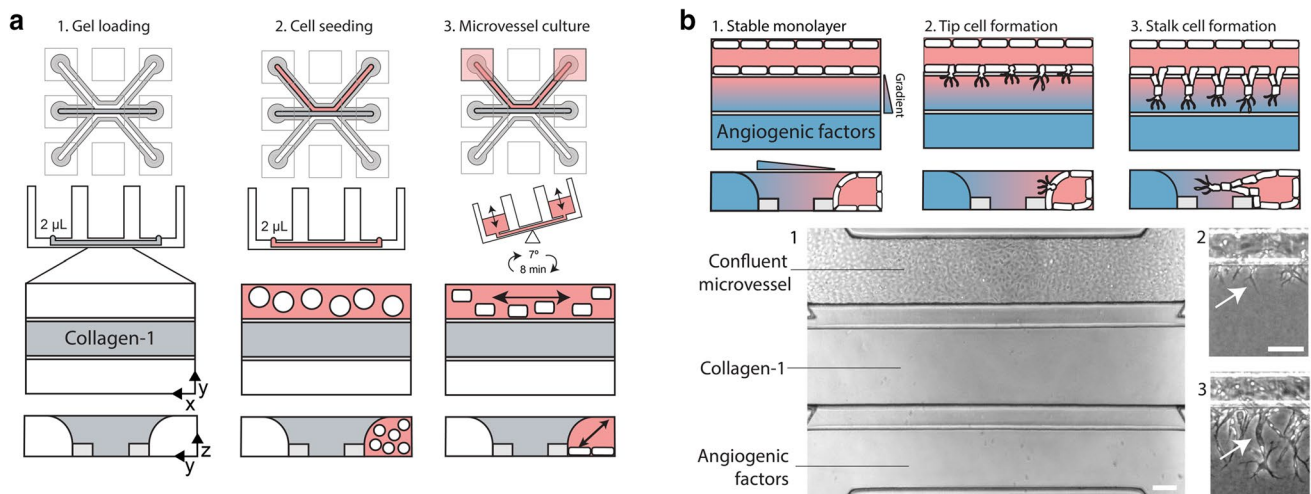 a
1. Gel loading
2. Cell seeding
3. Microvessel culture
2 µL
2 µL
7º
8 min
Collagen-1
y
x
z
y
b
1. Stable monolayer
2. Tip cell formation
3. Stalk cell formation
Gradient
Angiogenic factors
1
Confluent
microvessel
Collagen-1
Angiogenic
factors
2
3